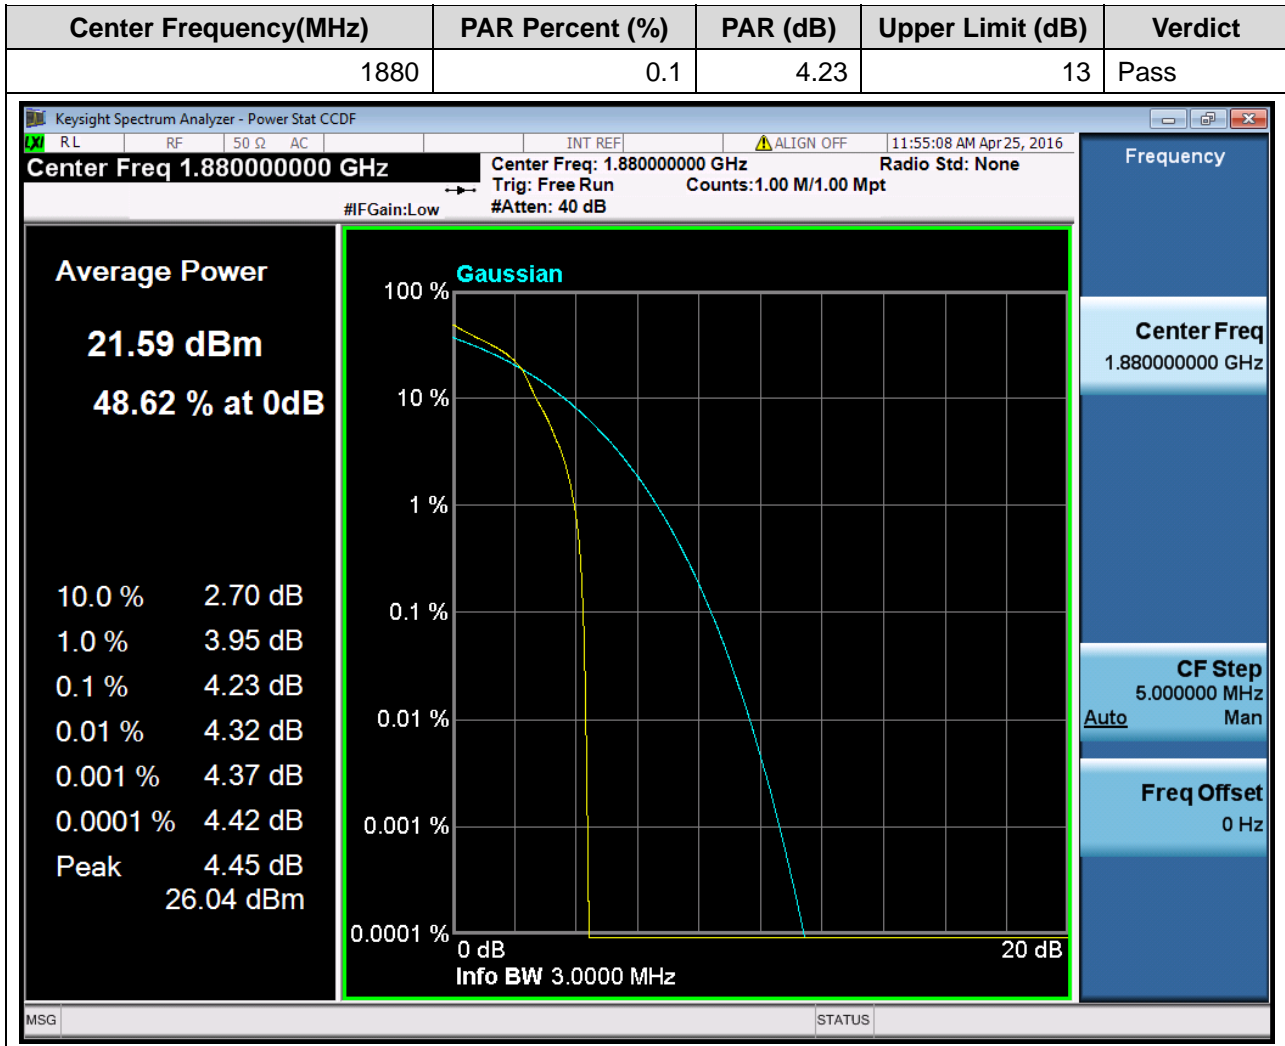 Center Frequency(MHz) PAR Percent (%) PAR (dB) Upper Limit (dB) Verdict
1880 0.1 4.23 13 Pass
Keysight Spectrum Analyzer - Power Stat CCDF
LXI RL RF 50 Ω AC INT REF ALIGN OFF 11:55:08 AM Apr 25, 2016
Center Freq 1.880000000 GHz
#IFGain:Low
Center Freq: 1.880000000 GHz Radio Std: None
Trig: Free Run Counts:1.00 M/1.00 Mpt
#Atten: 40 dB
Average Power
21.59 dBm
48.62 % at 0dB
10.0 % 2.70 dB
1.0 % 3.95 dB
0.1 % 4.23 dB
0.01 % 4.32 dB
0.001 % 4.37 dB
0.0001 % 4.42 dB
Peak 4.45 dB
26.04 dBm
Gaussian
100 %
10 %
1 %
0.1 %
0.01 %
0.001 %
0.0001 %
0 dB 20 dB
Info BW 3.0000 MHz
Frequency
Center Freq
1.880000000 GHz
CF Step
5.000000 MHz
Auto Man
Freq Offset
0 Hz
MSG STATUS